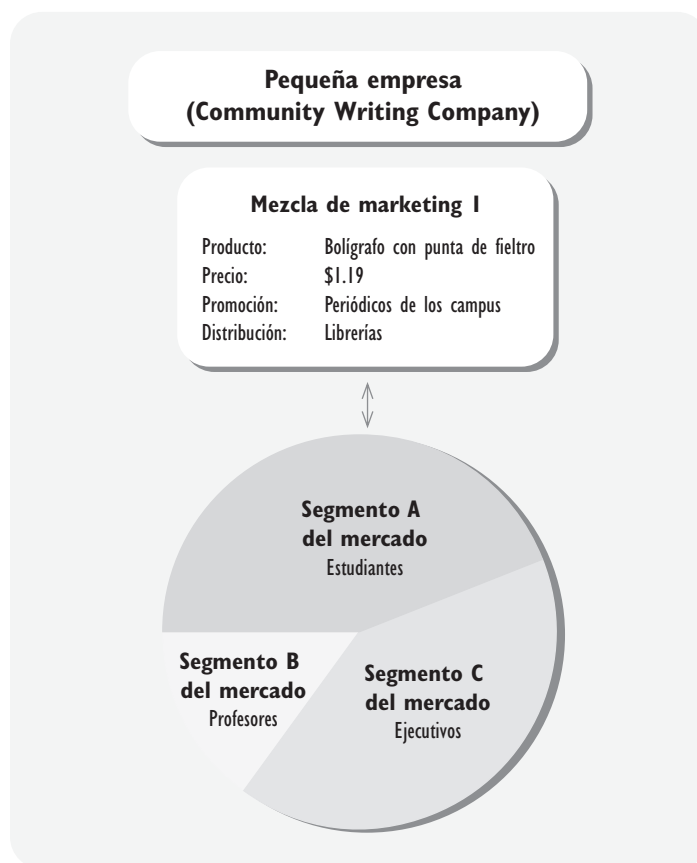 Pequeña empresa
(Community Writing Company)
Mezcla de marketing 1
Producto: Bolígrafo con punta de fieltro
Precio: $1.19
Promoción: Periódicos de los campus
Distribución: Librerías
Segmento A
del mercado
Estudiantes
Segmento B
del mercado
Profesores
Segmento C
del mercado
Ejecutivos